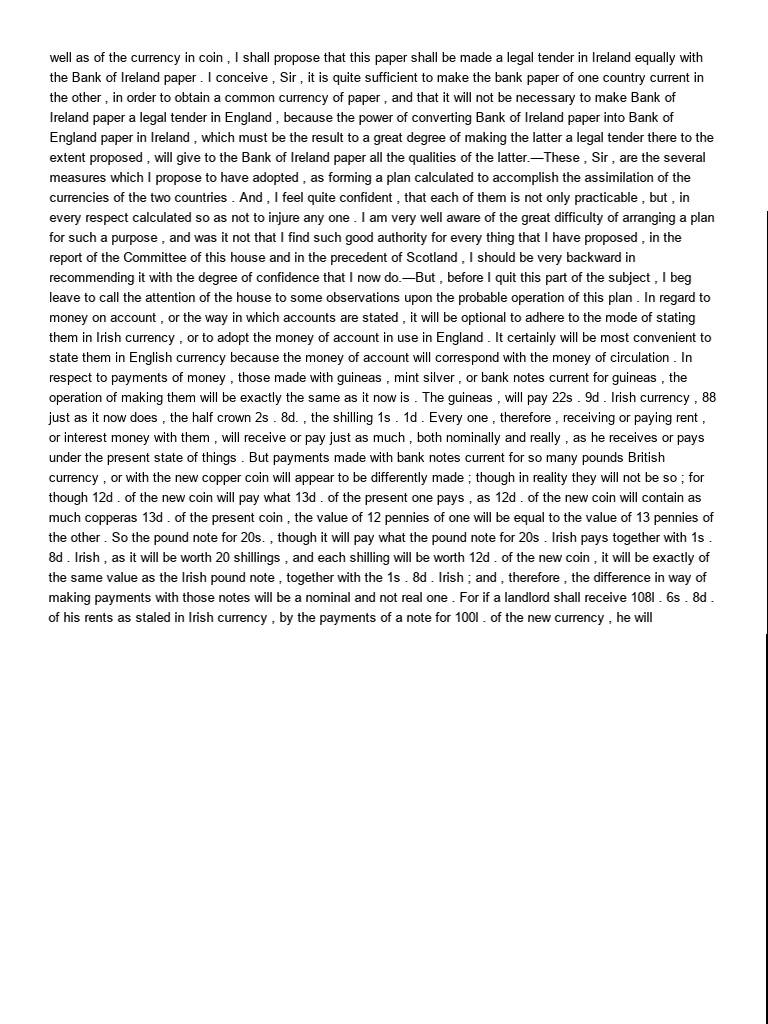 well as of the currency in coin , I shall propose that this paper shall be made a legal tender in Ireland equally with
the Bank of Ireland paper . I conceive , Sir , it is quite sufficient to make the bank paper of one country current in
the other , in order to obtain a common currency of paper , and that it will not be necessary to make Bank of
Ireland paper a legal tender in England , because the power of converting Bank of Ireland paper into Bank of
England paper in Ireland , which must be the result to a great degree of making the latter a legal tender there to the
extent proposed , will give to the Bank of Ireland paper all the qualities of the latter.—These , Sir , are the several
measures which I propose to have adopted , as forming a plan calculated to accomplish the assimilation of the
currencies of the two countries . And , I feel quite confident , that each of them is not only practicable , but , in
every respect calculated so as not to injure any one . I am very well aware of the great difficulty of arranging a plan
for such a purpose , and was it not that I find such good authority for every thing that I have proposed , in the
report of the Committee of this house and in the precedent of Scotland , I should be very backward in
recommending it with the degree of confidence that I now do.—But , before I quit this part of the subject , I beg
leave to call the attention of the house to some observations upon the probable operation of this plan . In regard to
money on account , or the way in which accounts are stated , it will be optional to adhere to the mode of stating
them in Irish currency , or to adopt the money of account in use in England . It certainly will be most convenient to
state them in English currency because the money of account will correspond with the money of circulation . In
respect to payments of money , those made with guineas , mint silver , or bank notes current for guineas , the
operation of making them will be exactly the same as it now is . The guineas , will pay 22s . 9d . Irish currency , 88
just as it now does , the half crown 2s . 8d. , the shilling 1s . 1d . Every one , therefore , receiving or paying rent ,
or interest money with them , will receive or pay just as much , both nominally and really , as he receives or pays
under the present state of things . But payments made with bank notes current for so many pounds British
currency , or with the new copper coin will appear to be differently made ; though in reality they will not be so ; for
though 12d . of the new coin will pay what 13d . of the present one pays , as 12d . of the new coin will contain as
much copperas 13d . of the present coin , the value of 12 pennies of one will be equal to the value of 13 pennies of
the other . So the pound note for 20s. , though it will pay what the pound note for 20s . Irish pays together with 1s .
8d . Irish , as it will be worth 20 shillings , and each shilling will be worth 12d . of the new coin , it will be exactly of
the same value as the Irish pound note , together with the 1s . 8d . Irish ; and , therefore , the difference in way of
making payments with those notes will be a nominal and not real one . For if a landlord shall receive 108l . 6s . 8d .
of his rents as staled in Irish currency , by the payments of a note for 100l . of the new currency , he will